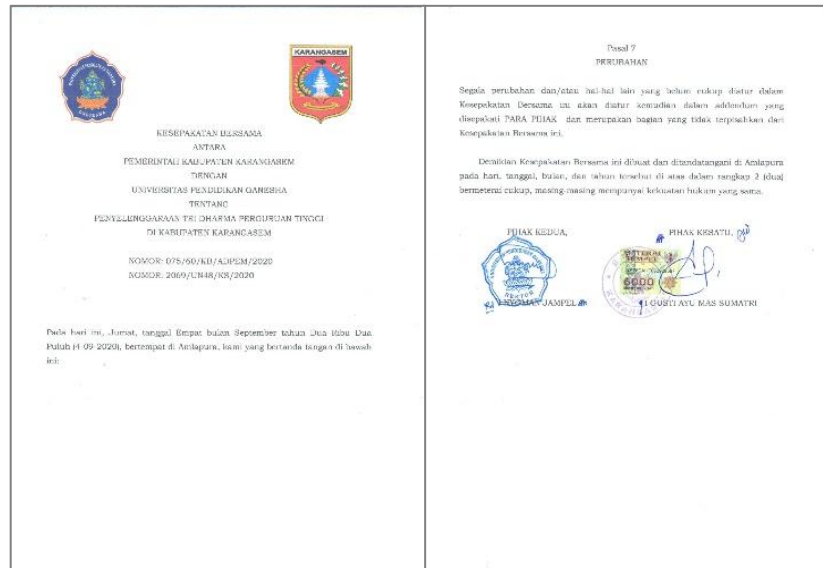 KARANGASEM
KESEPAKATAN BERSAMA
ANTARA
PEMERINTAH KABUPATEN KARANGASEM
DENGAN
UNIVERSITAS PENDIDIKAN GANESHA
TENTANG
PENYELENGGARAAN TRI DHARMA PERGURUAN TINGGI
DI KABUPATEN KARANGASEM
NOMOR: 075/60/KB/ADPEM/2020
NOMOR: 2069/UN48/KS/2020
Pada hari ini, Jumat, tanggal Empat bulan September tahun Dua Ribu Dua
Puluh (4-09-2020), bertempat di Amlapura, kami yang bertanda tangan di bawah
ini:
Pasal 7
PERUBAHAN
Segala perubahan dan/atau hal-hal lain yang belum cukup diatur dalam
Kesepakatan Bersama ini akan diatur kemudian dalam addendum yang
disepakati PARA PIHAK dan merupakan bagian yang tidak terpisahkan dari
Kesepakatan Bersama ini.
Demikian Kesepakatan Bersama ini dibuat dan ditandatangani di Amlapura
pada hari, tanggal, bulan, dan tahun tersebut di atas dalam rangkap 2 (dua)
bermeterai cukup, masing-masing mempunyai kekuatan hukum yang sama.
PIHAK KEDUA, PIHAK KESATU,
METERAI
TEMPEL
6000
REKTOR
I NYOMAN JAMPEL I GUSTI AYU MAS SUMATRI